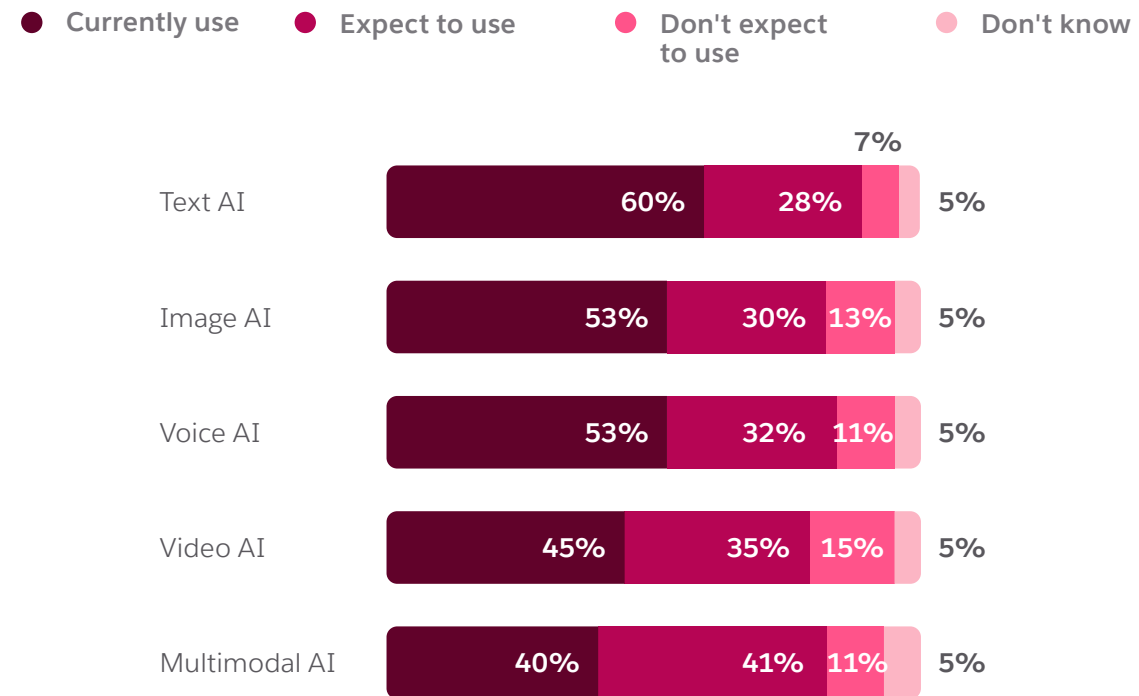 Currently use
Expect to use
Don't expect
to use
Don't know
7%
Text AI 60% 28% 5%
Image AI 53% 30% 13% 5%
Voice AI 53% 32% 11% 5%
Video AI 45% 35% 15% 5%
Multimodal AI 40% 41% 11% 5%